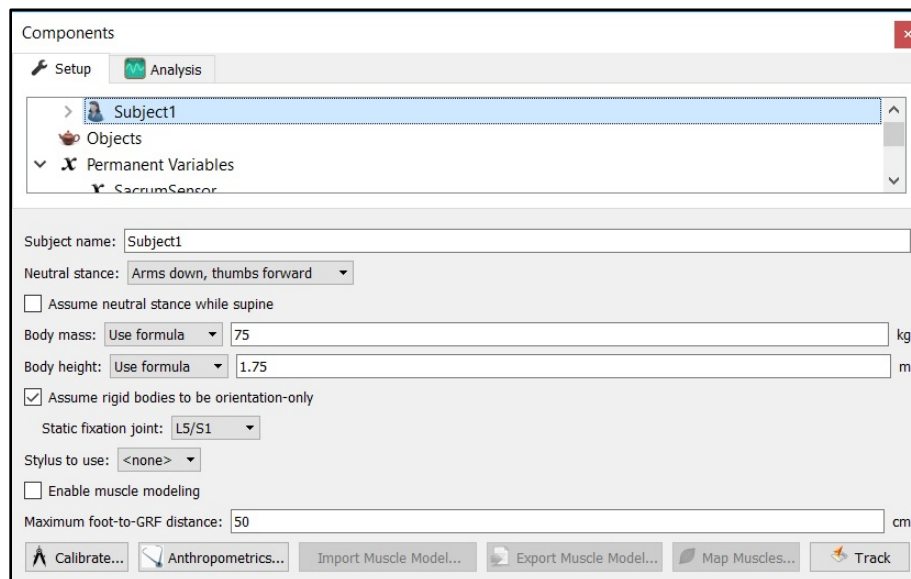 Components
Setup Analysis
Subject1
Objects
x Permanent Variables
x SacrumSensor
Subject name: Subject1
Neutral stance: Arms down, thumbs forward
Assume neutral stance while supine
Body mass: Use formula 75 kg
Body height: Use formula 1.75 m
Assume rigid bodies to be orientation-only
Static fixation joint: L5/S1
Stylus to use: <none>
Enable muscle modeling
Maximum foot-to-GRF distance: 50 cm
Calibrate... Anthropometrics... Import Muscle Model... Export Muscle Model... Map Muscles... Track